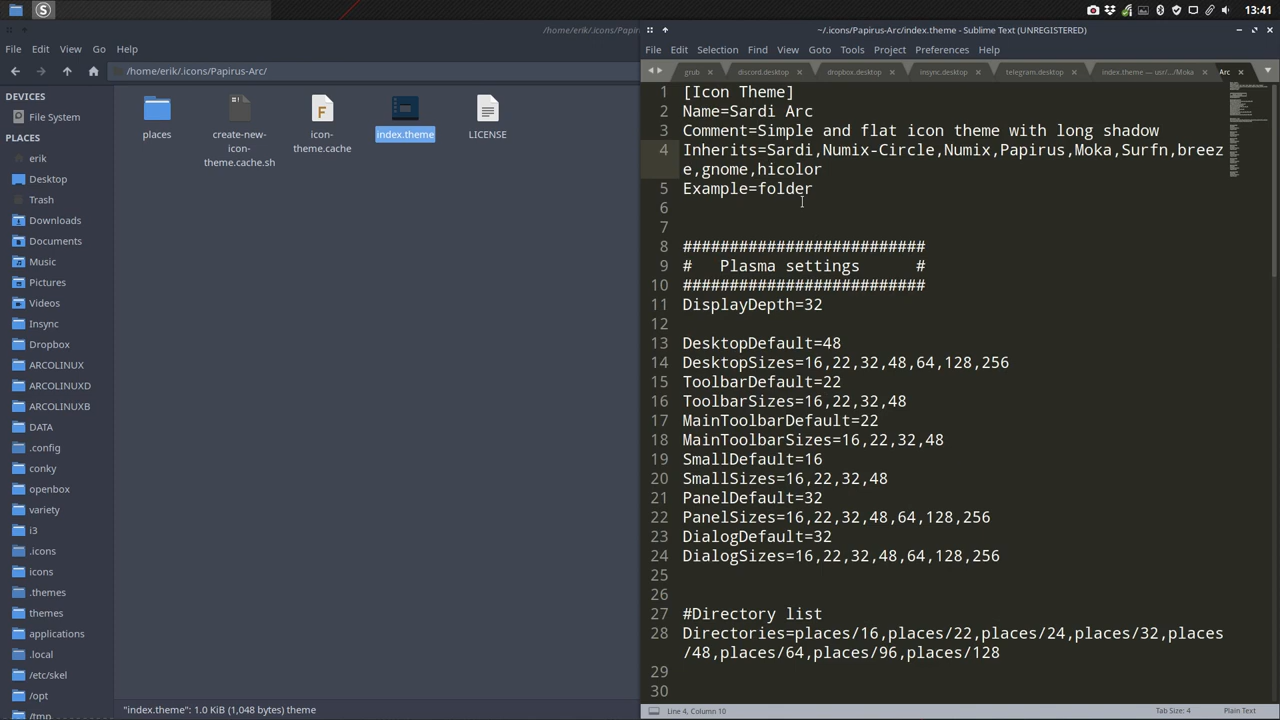 13:41
/home/erik/.icons/Papiru
File Edit View Go Help
/home/erik/.icons/Papirus-Arc/
DEVICES
File System
PLACES
erik
Desktop
Trash
Downloads
Documents
Music
Pictures
Videos
Insync
Dropbox
ARCOLINUX
ARCOLINUXD
ARCOLINUXB
DATA
.config
conky
openbox
variety
i3
.icons
icons
.themes
themes
applications
.local
/etc/skel
/opt
/tmp
places
create-new-
icon-
theme.cache.sh
icon-
theme.cache
index.theme
LICENSE
"index.theme": 1.0 KiB (1,048 bytes) theme
~/.icons/Papirus-Arc/index.theme - Sublime Text (UNREGISTERED)
File Edit Selection Find View Goto Tools Project Preferences Help
grub discord.desktop dropbox.desktop insync.desktop telegram.desktop index.theme — usr/.../Moka Arc
1 [Icon Theme]
2 Name=Sardi Arc
3 Comment=Simple and flat icon theme with long shadow
4 Inherits=Sardi,Numix-Circle,Numix,Papirus,Moka,Surfn,breez
e,gnome,hicolor
5 Example=folder
6
7
8 ##########################
9 #   Plasma settings      #
10 ##########################
11 DisplayDepth=32
12
13 DesktopDefault=48
14 DesktopSizes=16,22,32,48,64,128,256
15 ToolbarDefault=22
16 ToolbarSizes=16,22,32,48
17 MainToolbarDefault=22
18 MainToolbarSizes=16,22,32,48
19 SmallDefault=16
20 SmallSizes=16,22,32,48
21 PanelDefault=32
22 PanelSizes=16,22,32,48,64,128,256
23 DialogDefault=32
24 DialogSizes=16,22,32,48,64,128,256
25
26
27 #Directory list
28 Directories=places/16,places/22,places/24,places/32,places
/48,places/64,places/96,places/128
29
30
Line 4, Column 10
Tab Size: 4
Plain Text